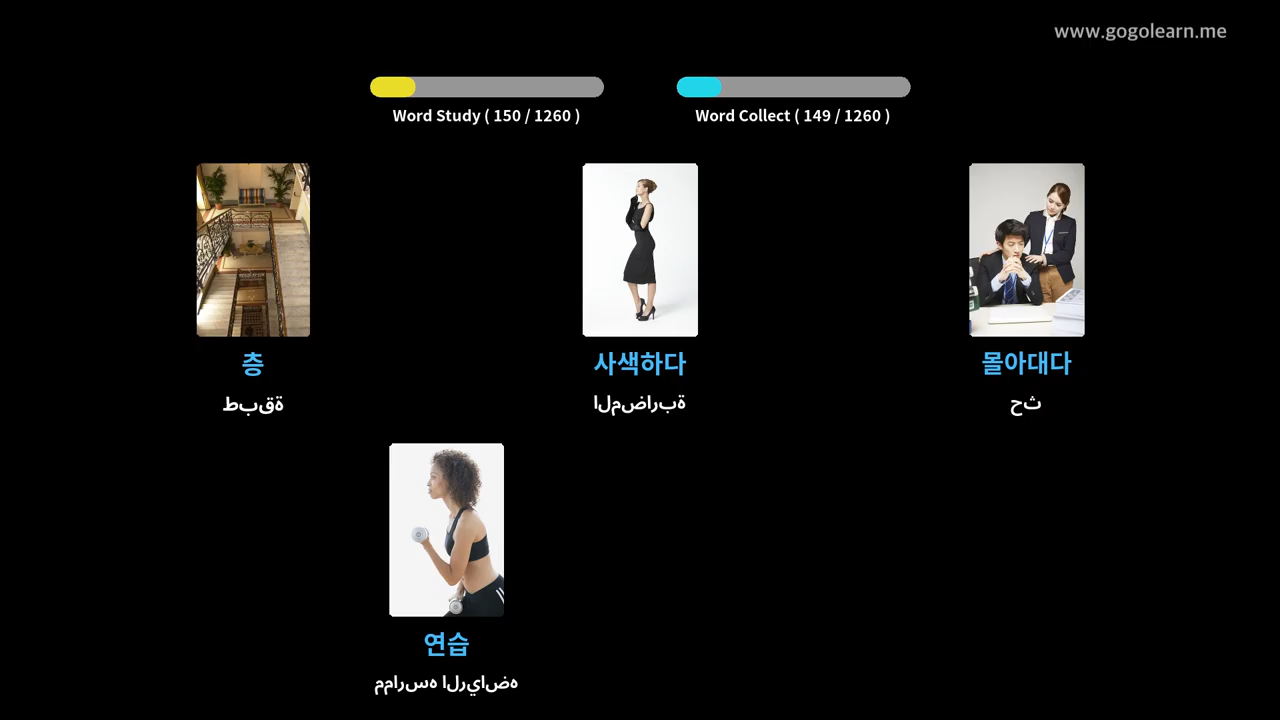 www.gogolearn.me
Word Study ( 150 / 1260 )
Word Collect ( 149 / 1260 )
층
طبقة
사색하다
المضاربة
몰아대다
حث
연습
ممارسه الرياضه